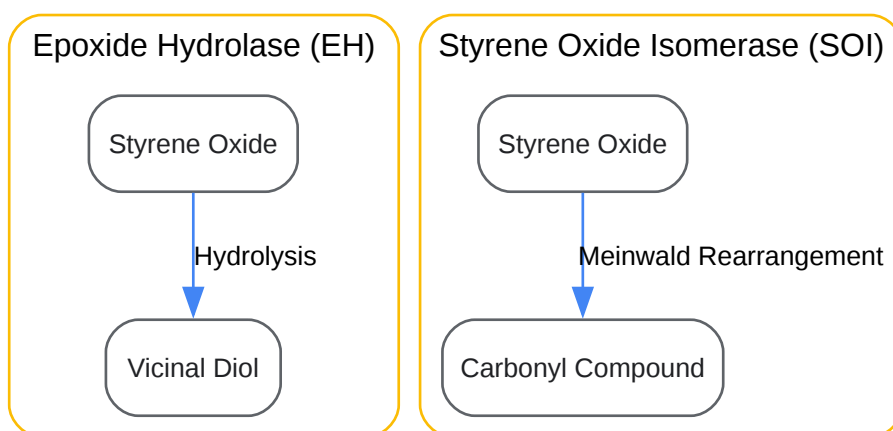 Epoxide Hydrolase (EH)
Styrene Oxide
Hydrolysis
Vicinal Diol
Styrene Oxide Isomerase (SOI)
Styrene Oxide
Meinwald Rearrangement
Carbonyl Compound